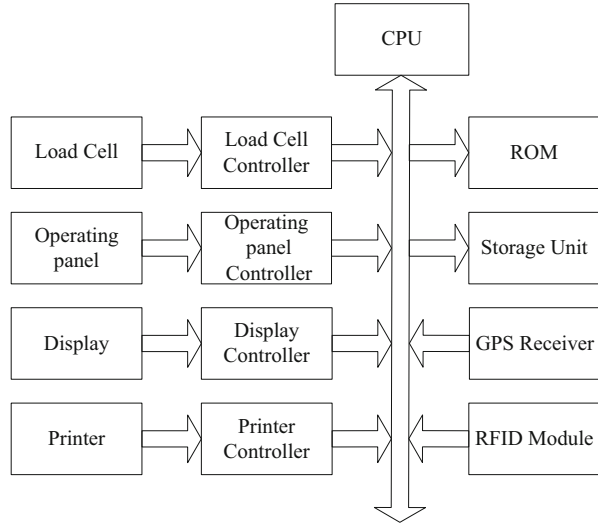 CPU
Load Cell
Load Cell
Controller
ROM
Operating
panel
Operating
panel
Controller
Storage Unit
Display
Display
Controller
GPS Receiver
Printer
Printer
Controller
RFID Module